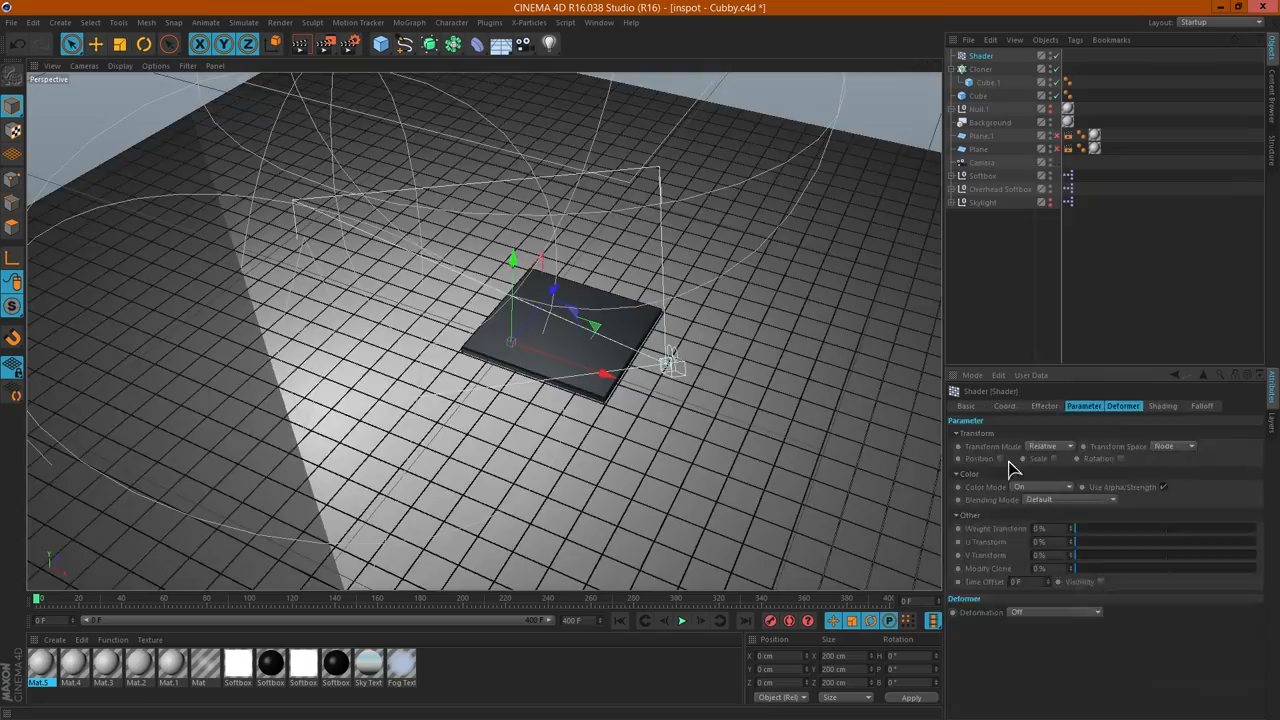 CINEMA 4D R16.038 Studio (R16) - [inspot - Cubby.c4d *]
File Edit Create Select Tools Mesh Snap Animate Simulate Render Sculpt Motion Tracker MoGraph Character Plugins X-Particles Script Window Help Layout: Startup
File Edit View Objects Tags Bookmarks
View Cameras Display Options Filter Panel
Perspective
Shader
Cloner
Cube.1
Cube
Null.1
Background
Plane.1
Plane
Camera
Softbox
Overhead Softbox
Skylight
Objects
Content Browser
Structure
Mode Edit User Data
Shader [Shader]
Basic Coord. Effector Parameter Deformer Shading Falloff
Parameter
Transform
Transform Mode Relative Transform Space Node
Position Scale Rotation
Color
Color Mode On Use Alpha/Strength
Blending Mode Default
Other
Weight Transform 0 %
U Transform 0 %
V Transform 0 %
Modify Clone 0 %
Time Offset 0 F Visibility
Deformer
Deformation Off
Attributes
Layers
0 20 40 60 80 100 120 140 160 180 200 220 240 260 280 300 320 340 360 380 40 0 F
0 F 0 F 400 F 400 F
Create Edit Function Texture
Mat.5 Mat.4 Mat.3 Mat.2 Mat.1 Mat Softbox Softbox Softbox Softbox Sky Text Fog Text
Position Size Rotation
X 0 cm X 200 cm H 0 °
Y 0 cm Y 200 cm P 0 °
Z 0 cm Z 200 cm B 0 °
Object (Rel) Size Apply
MAXON CINEMA 4D